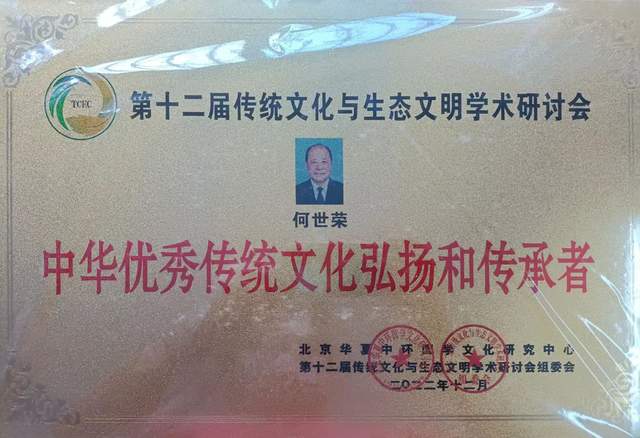 TCEC
第十二届传统文化与生态文明学术研讨会
何世荣
中华优秀传统文化弘扬和传承者
北京华夏中环国学文化研究中心
第十二届传统文化与生态文明学术研讨会组委会
二〇二二年十二月